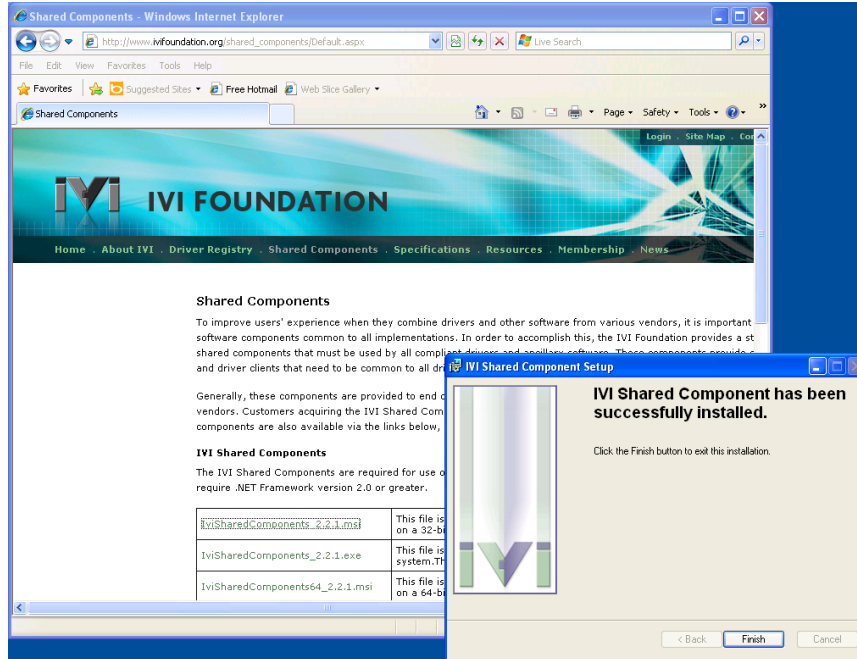 Shared Components - Windows Internet Explorer
http://www.ivifoundation.org/shared_components/Default.aspx
Live Search
File Edit View Favorites Tools Help
Favorites Suggested Sites Free Hotmail Web Slice Gallery
Shared Components
Page Safety Tools
Login . Site Map .
iVi IVI FOUNDATION
Home . About IVI . Driver Registry . Shared Components . Specifications . Resources . Membership . News
Shared Components
To improve users' experience when they combine drivers and other software from various vendors, it is important
software components common to all implementations. In order to accomplish this, the IVI Foundation provides a st
shared components that must be used by all compliant drivers and ancillary software. These components provide
and driver clients that need to be common to all dri
Generally, these components are provided to end
vendors. Customers acquiring the IVI Shared Com
components are also available via the links below,
IVI Shared Components
The IVI Shared Components are required for use o
require .NET Framework version 2.0 or greater.
IviSharedComponents_2.2.1.msi
This file is
on a 32-bi
IviSharedComponents_2.2.1.exe
This file is
system.Th
IviSharedComponents64_2.2.1.msi
This file is
on a 64-bi
IVI Shared Component Setup
IVI Shared Component has been
successfully installed.
Click the Finish button to exit this installation.
iVi
< Back Finish Cancel